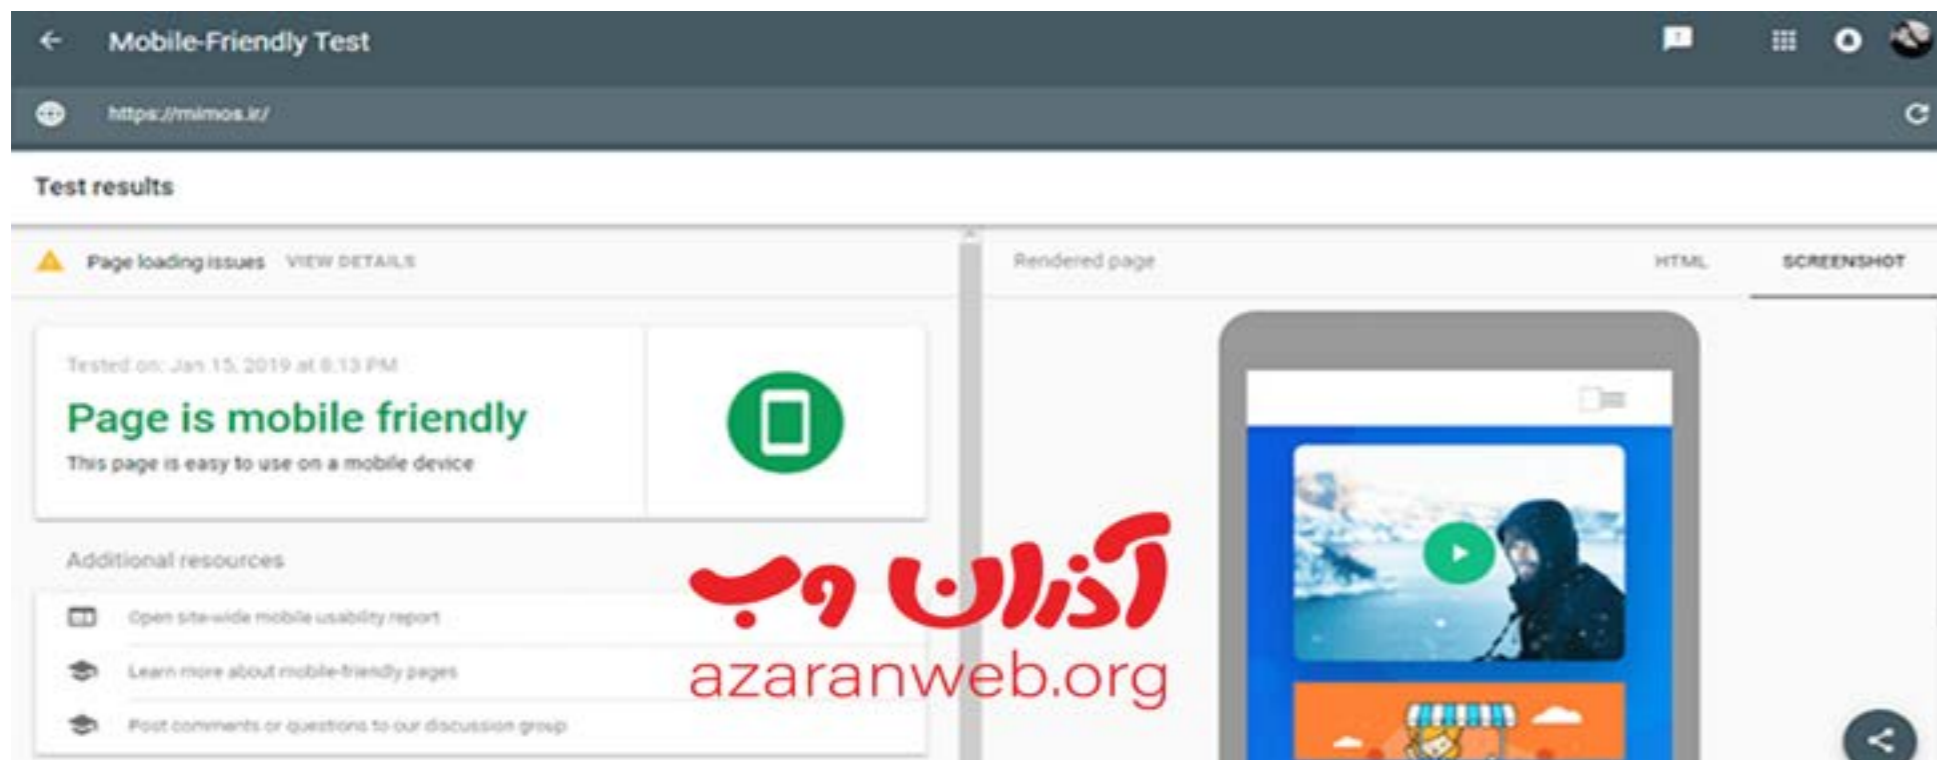 Mobile-Friendly Test
https://mimos.ir/
Test results
Page loading issues VIEW DETAILS
Rendered page HTML SCREENSHOT
Tested on: Jan 15, 2019 at 8:13 PM
Page is mobile friendly
This page is easy to use on a mobile device
Additional resources
Open site-wide mobile usability report
Learn more about mobile-friendly pages
Post comments or questions to our discussion group
آذران وب
azaranweb.org